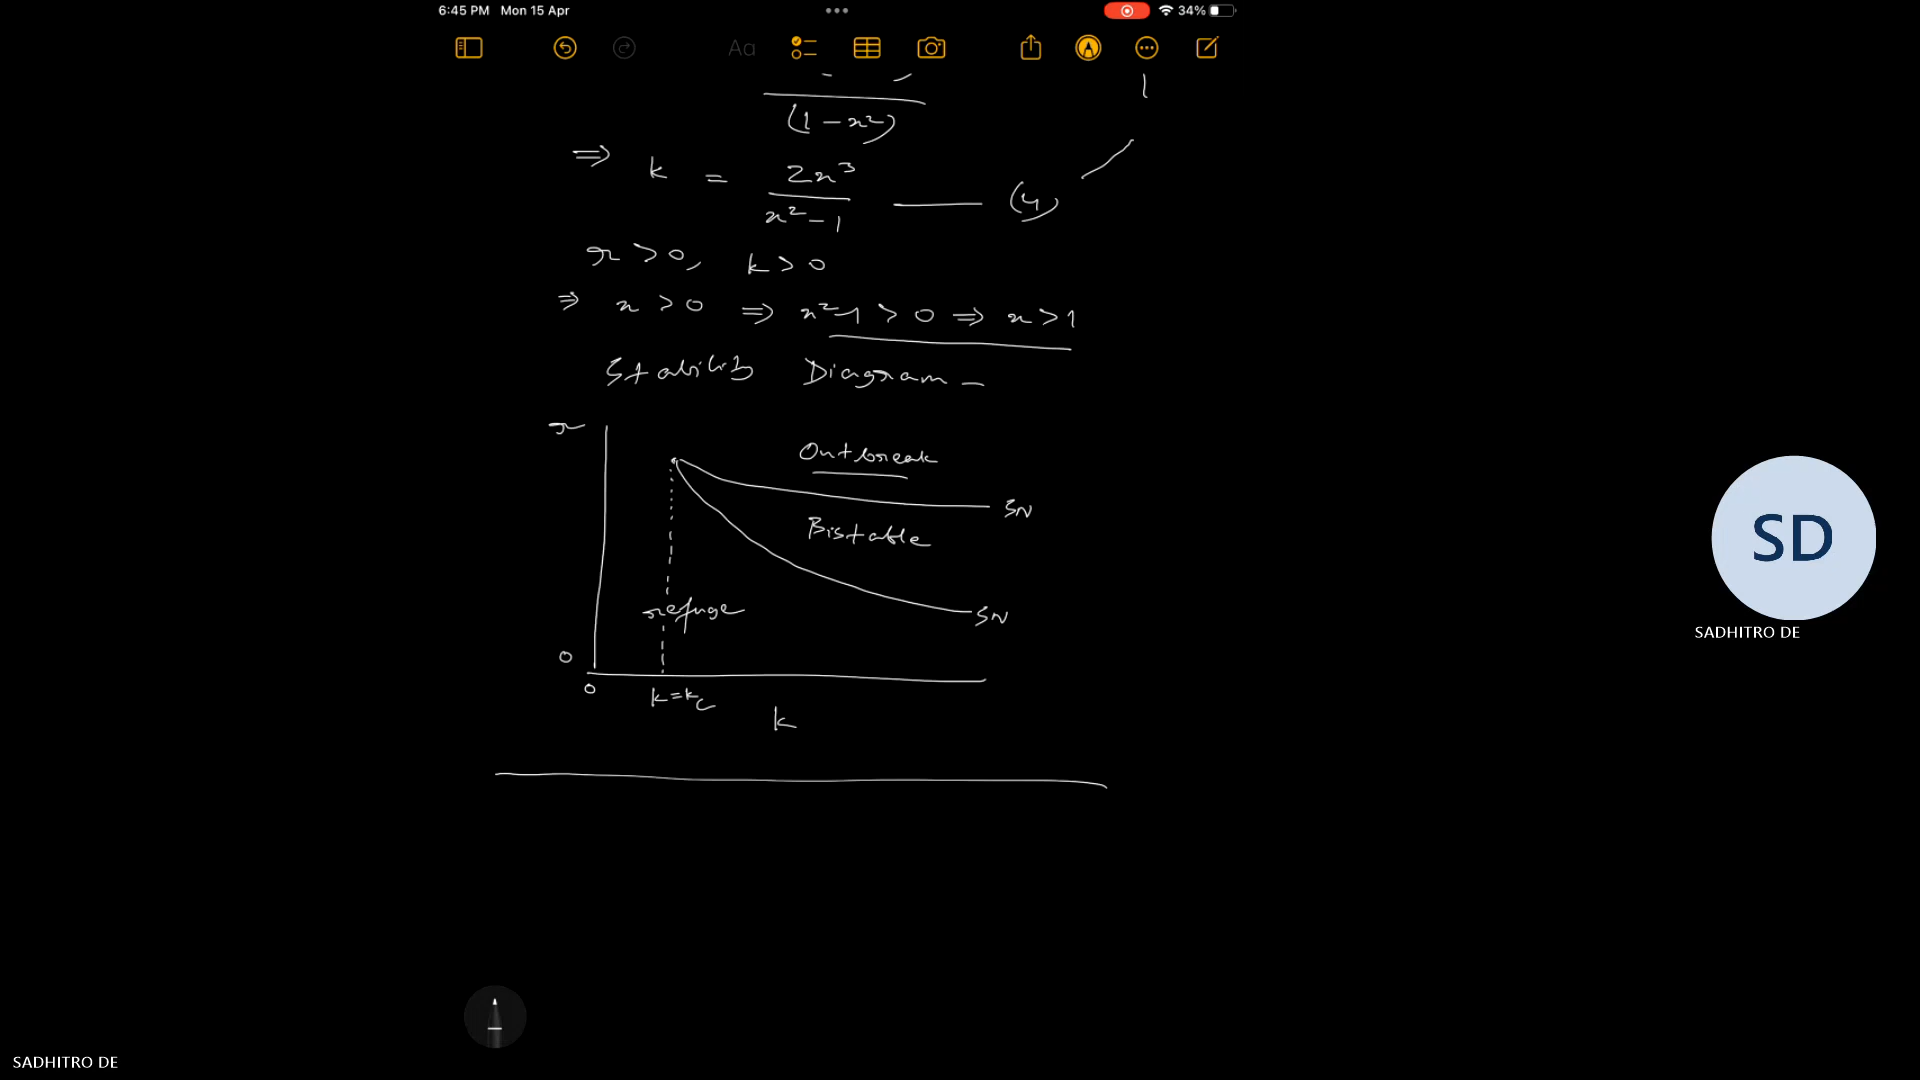 6:45 PM Mon 15 Apr
34%
Aa
(1 - x²)
⇒ k = 2x³ / x² - 1 —— (4)
r > 0, k > 0
⇒ x > 0 ⇒ x² - 1 > 0 ⇒ x > 1
Stability Diagram -
r
Outbreak
SN
Bistable
refuge
SN
0
0
k = kc
k
SD
SADHITRO DE
SADHITRO DE